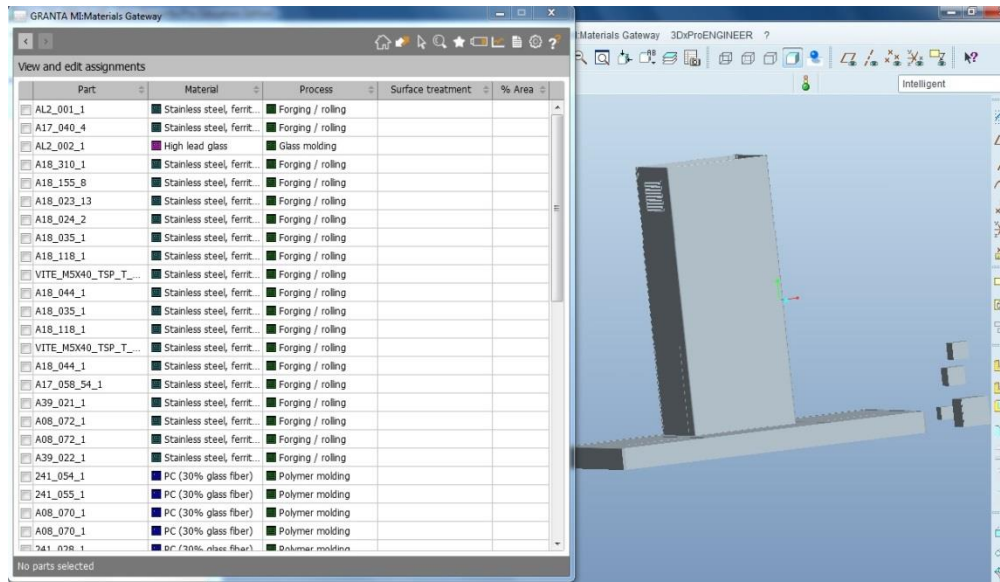 GRANTA MI:Materials Gateway
View and edit assignments
Part Material Process Surface treatment % Area
AL2_001_1 Stainless steel, ferrit... Forging / rolling
A17_040_4 Stainless steel, ferrit... Forging / rolling
AL2_002_1 High lead glass Glass molding
A18_310_1 Stainless steel, ferrit... Forging / rolling
A18_155_8 Stainless steel, ferrit... Forging / rolling
A18_023_13 Stainless steel, ferrit... Forging / rolling
A18_024_2 Stainless steel, ferrit... Forging / rolling
A18_035_1 Stainless steel, ferrit... Forging / rolling
A18_118_1 Stainless steel, ferrit... Forging / rolling
VITE_M5X40_TSP_T_... Stainless steel, ferrit... Forging / rolling
A18_044_1 Stainless steel, ferrit... Forging / rolling
A18_035_1 Stainless steel, ferrit... Forging / rolling
A18_118_1 Stainless steel, ferrit... Forging / rolling
VITE_M5X40_TSP_T_... Stainless steel, ferrit... Forging / rolling
A18_044_1 Stainless steel, ferrit... Forging / rolling
A17_058_54_1 Stainless steel, ferrit... Forging / rolling
A39_021_1 Stainless steel, ferrit... Forging / rolling
A08_072_1 Stainless steel, ferrit... Forging / rolling
A08_072_1 Stainless steel, ferrit... Forging / rolling
A39_022_1 Stainless steel, ferrit... Forging / rolling
241_054_1 PC (30% glass fiber) Polymer molding
241_055_1 PC (30% glass fiber) Polymer molding
A08_070_1 PC (30% glass fiber) Polymer molding
A08_070_1 PC (30% glass fiber) Polymer molding
241_028_1 PC (30% glass fiber) Polymer molding
No parts selected
:Materials Gateway 3DxProENGINEER ?
Intelligent